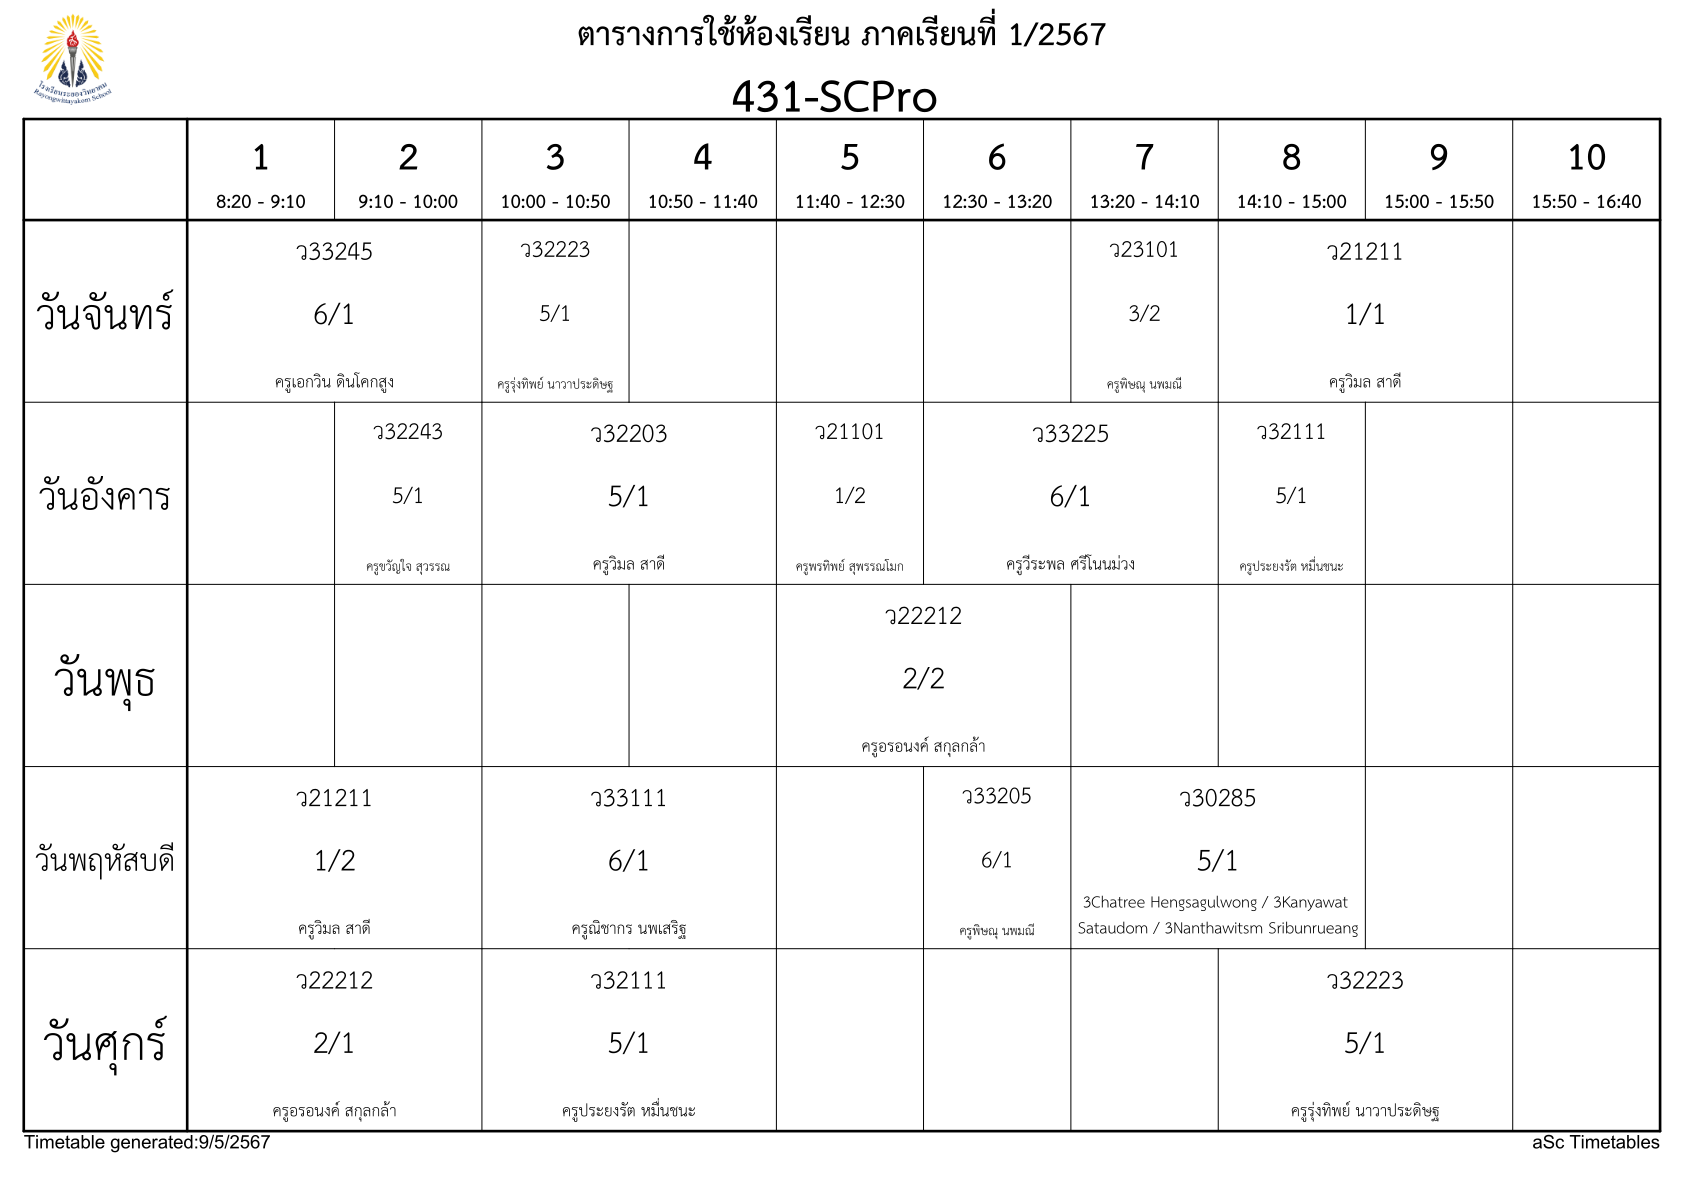 ตารางการใช้ห้องเรียน ภาคเรียนที่ 1/2567
โรงเรียนระยองวิทยาคม
Rayongwittayakom School
431-SCPro
1 2 3 4 5 6 7 8 9 10
8:20 - 9:10 9:10 - 10:00 10:00 - 10:50 10:50 - 11:40 11:40 - 12:30 12:30 - 13:20 13:20 - 14:10 14:10 - 15:00 15:00 - 15:50 15:50 - 16:40
วันจันทร์
ว33245
6/1
ครูเอกวิน ดินโคกสูง
ว32223
5/1
ครูรุ่งทิพย์ นาวาประดิษฐ
ว23101
3/2
ครูพิษณุ นพมณี
ว21211
1/1
ครูวิมล สาดี
วันอังคาร
ว32243
5/1
ครูขวัญใจ สุวรรณ
ว32203
5/1
ครูวิมล สาดี
ว21101
1/2
ครูพรทิพย์ สุพรรณโมก
ว33225
6/1
ครูวีระพล ศรีโนนม่วง
ว32111
5/1
ครูประยงรัต หมื่นชนะ
วันพุธ
ว22212
2/2
ครูอรอนงค์ สกุลกล้า
วันพฤหัสบดี
ว21211
1/2
ครูวิมล สาดี
ว33111
6/1
ครูณิชากร นพเสริฐ
ว33205
6/1
ครูพิษณุ นพมณี
ว30285
5/1
3Chatree Hengsagulwong / 3Kanyawat
Sataudom / 3Nanthawitsm Sribunrueang
วันศุกร์
ว22212
2/1
ครูอรอนงค์ สกุลกล้า
ว32111
5/1
ครูประยงรัต หมื่นชนะ
ว32223
5/1
ครูรุ่งทิพย์ นาวาประดิษฐ
Timetable generated:9/5/2567
aSc Timetables